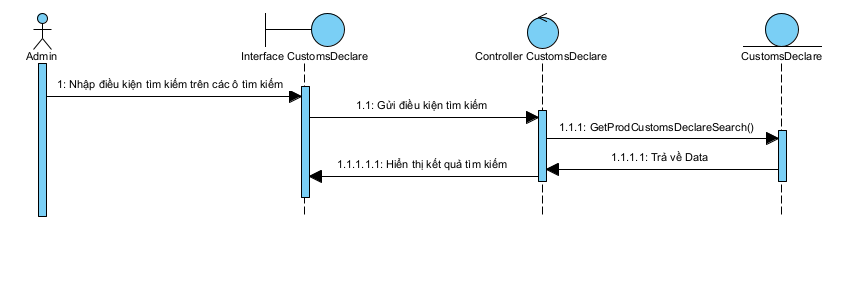 Admin
Interface CustomsDeclare
Controller CustomsDeclare
CustomsDeclare
1: Nhập điều kiện tìm kiếm trên các ô tìm kiếm
1.1: Gửi điều kiện tìm kiếm
1.1.1: GetProdCustomsDeclareSearch()
1.1.1.1: Trả về Data
1.1.1.1.1: Hiển thị kết quả tìm kiếm